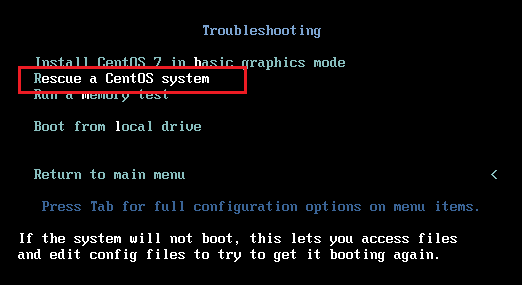 Troubleshooting
Install CentOS 7 in basic graphics mode
Rescue a CentOS system
Run a memory test
Boot from local drive
Return to main menu <
Press Tab for full configuration options on menu items.
If the system will not boot, this lets you access files
and edit config files to try to get it booting again.